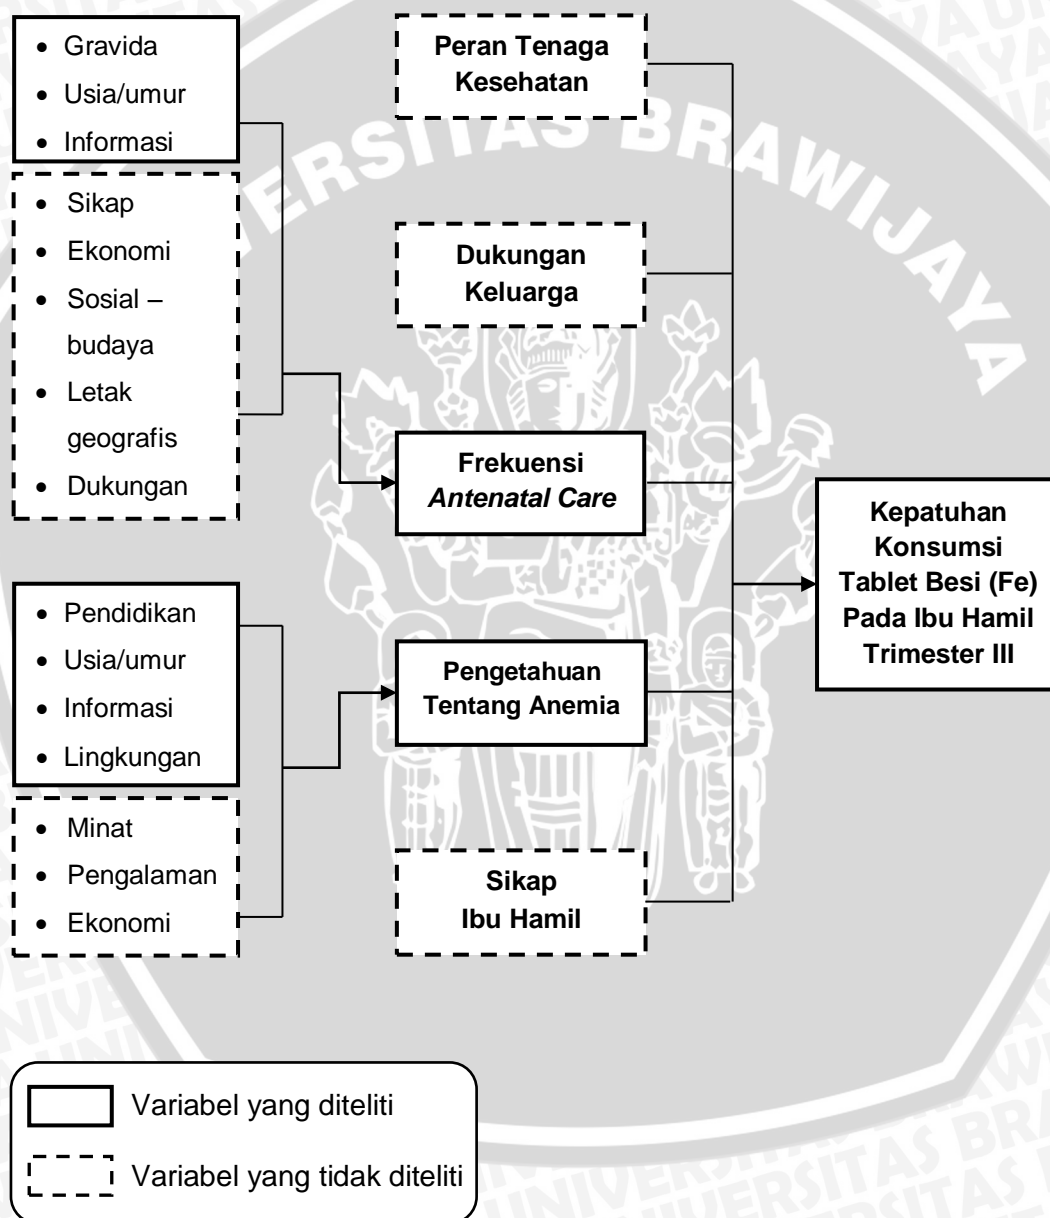 • Gravida
• Usia/umur
• Informasi
• Sikap
• Ekonomi
• Sosial –
budaya
• Letak
geografis
• Dukungan
• Pendidikan
• Usia/umur
• Informasi
• Lingkungan
• Minat
• Pengalaman
• Ekonomi
Peran Tenaga
Kesehatan
Dukungan
Keluarga
Frekuensi
Antenatal Care
Pengetahuan
Tentang Anemia
Sikap
Ibu Hamil
Kepatuhan
Konsumsi
Tablet Besi (Fe)
Pada Ibu Hamil
Trimester III
Variabel yang diteliti
Variabel yang tidak diteliti
UNIVERSITAS BRAWIJAYA